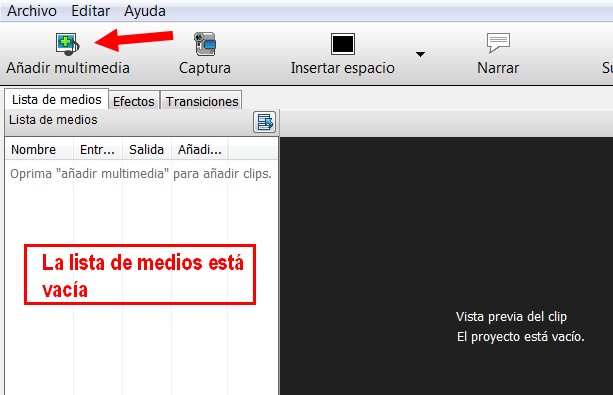 Archivo Editar Ayuda
Añadir multimedia Captura Insertar espacio Narrar Su
Lista de medios Efectos Transiciones
Lista de medios
Nombre Entr... Salida Añadi...
Oprima "añadir multimedia" para añadir clips.
La lista de medios está
vacía
Vista previa del clip
El proyecto está vacío.